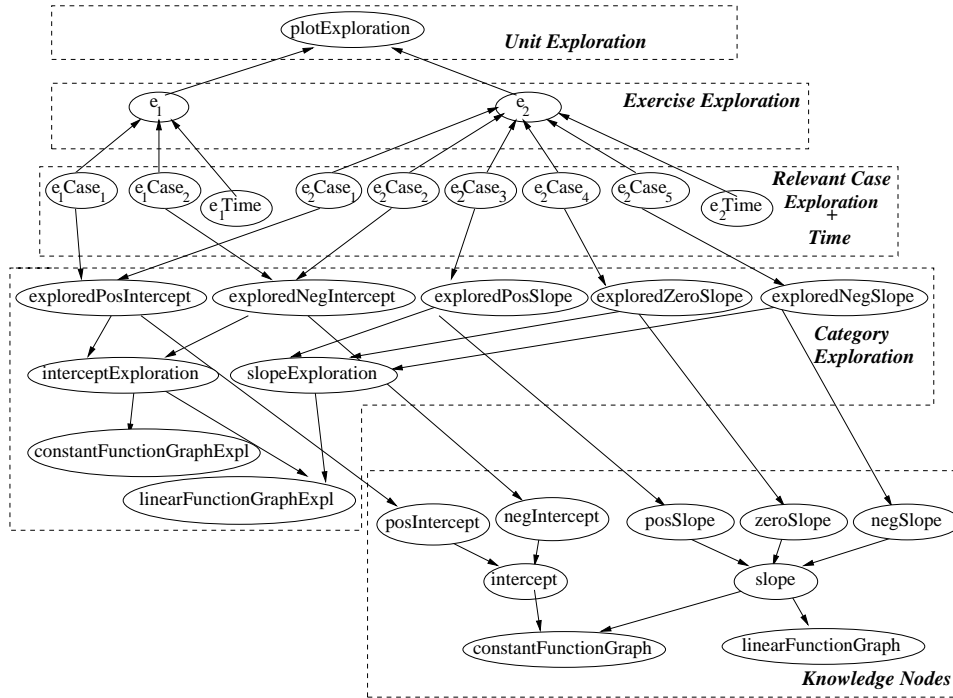 plotExploration
Unit Exploration
e1
e2
Exercise Exploration
e1Case1
e1Case2
e1Time
e2Case1
e2Case2
e2Case3
e2Case4
e2Case5
e2Time
Relevant Case
Exploration
+
Time
exploredPosIntercept
exploredNegIntercept
exploredPosSlope
exploredZeroSlope
exploredNegSlope
Category
Exploration
interceptExploration
slopeExploration
constantFunctionGraphExpl
linearFunctionGraphExpl
posIntercept
negIntercept
posSlope
zeroSlope
negSlope
intercept
slope
constantFunctionGraph
linearFunctionGraph
Knowledge Nodes